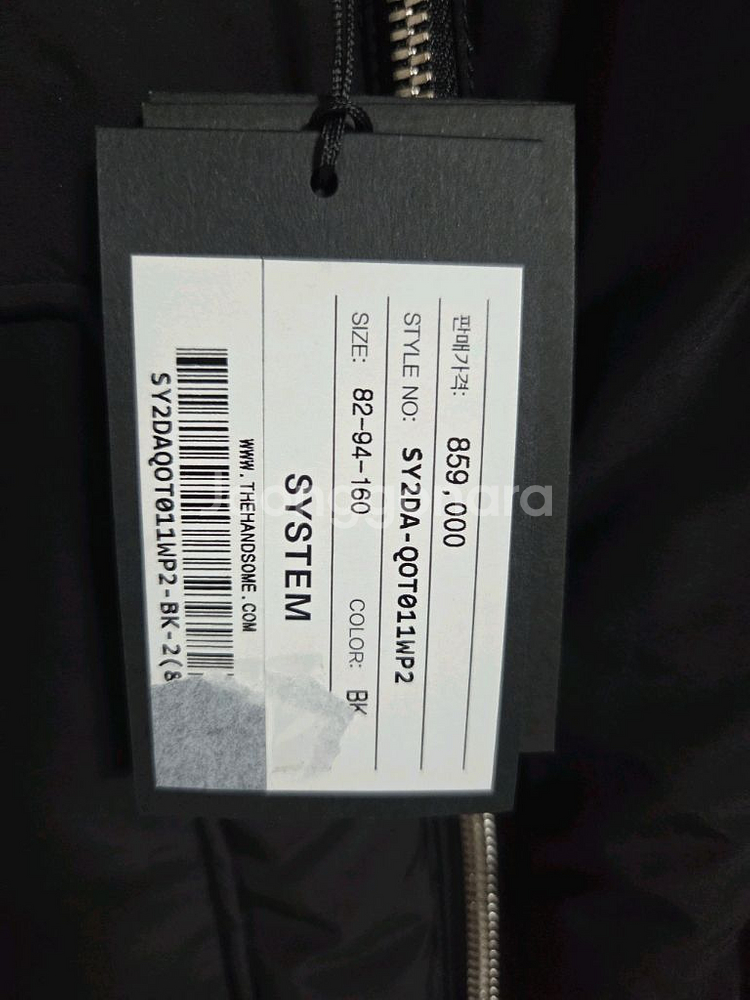 판매가격: 859,000
STYLE NO: SY2DA-QOT011WP2
SIZE: 82-94-160 COLOR: BK
SYSTEM
WWW.THEHANDSOME.COM
SY2DAQOT011WP2-BK-2(8
Joonggonara